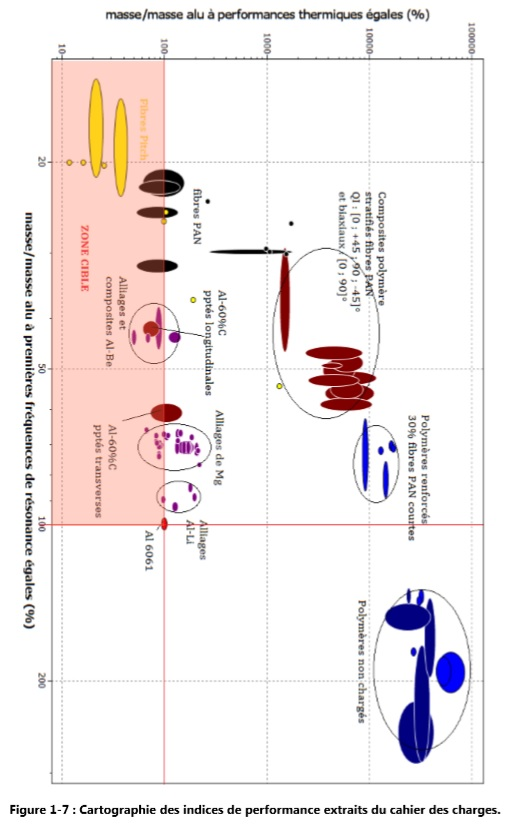 masse/masse alu à performances thermiques égales (%)
10
100
1000
10000
100000
20
50
100
200
masse/masse alu à premières fréquences de résonance égales (%)
Fibres Pitch
ZONE CIBLE
fibres PAN
Composites polymère
stratifiés fibres PAN
QI : [0 ; +45 ; 90 ; -45]°
et biaxiaux : [0 ; 90]°
Al-60%C
pptés longitudinales
Alliages et
composites Al-Be
Al-60%C
pptés transverses
Alliages de Mg
Alliages
Al-Li
Al 6061
Polymères renforcés
30% fibres PAN courtes
Polymères non chargés
Figure 1-7 : Cartographie des indices de performance extraits du cahier des charges.